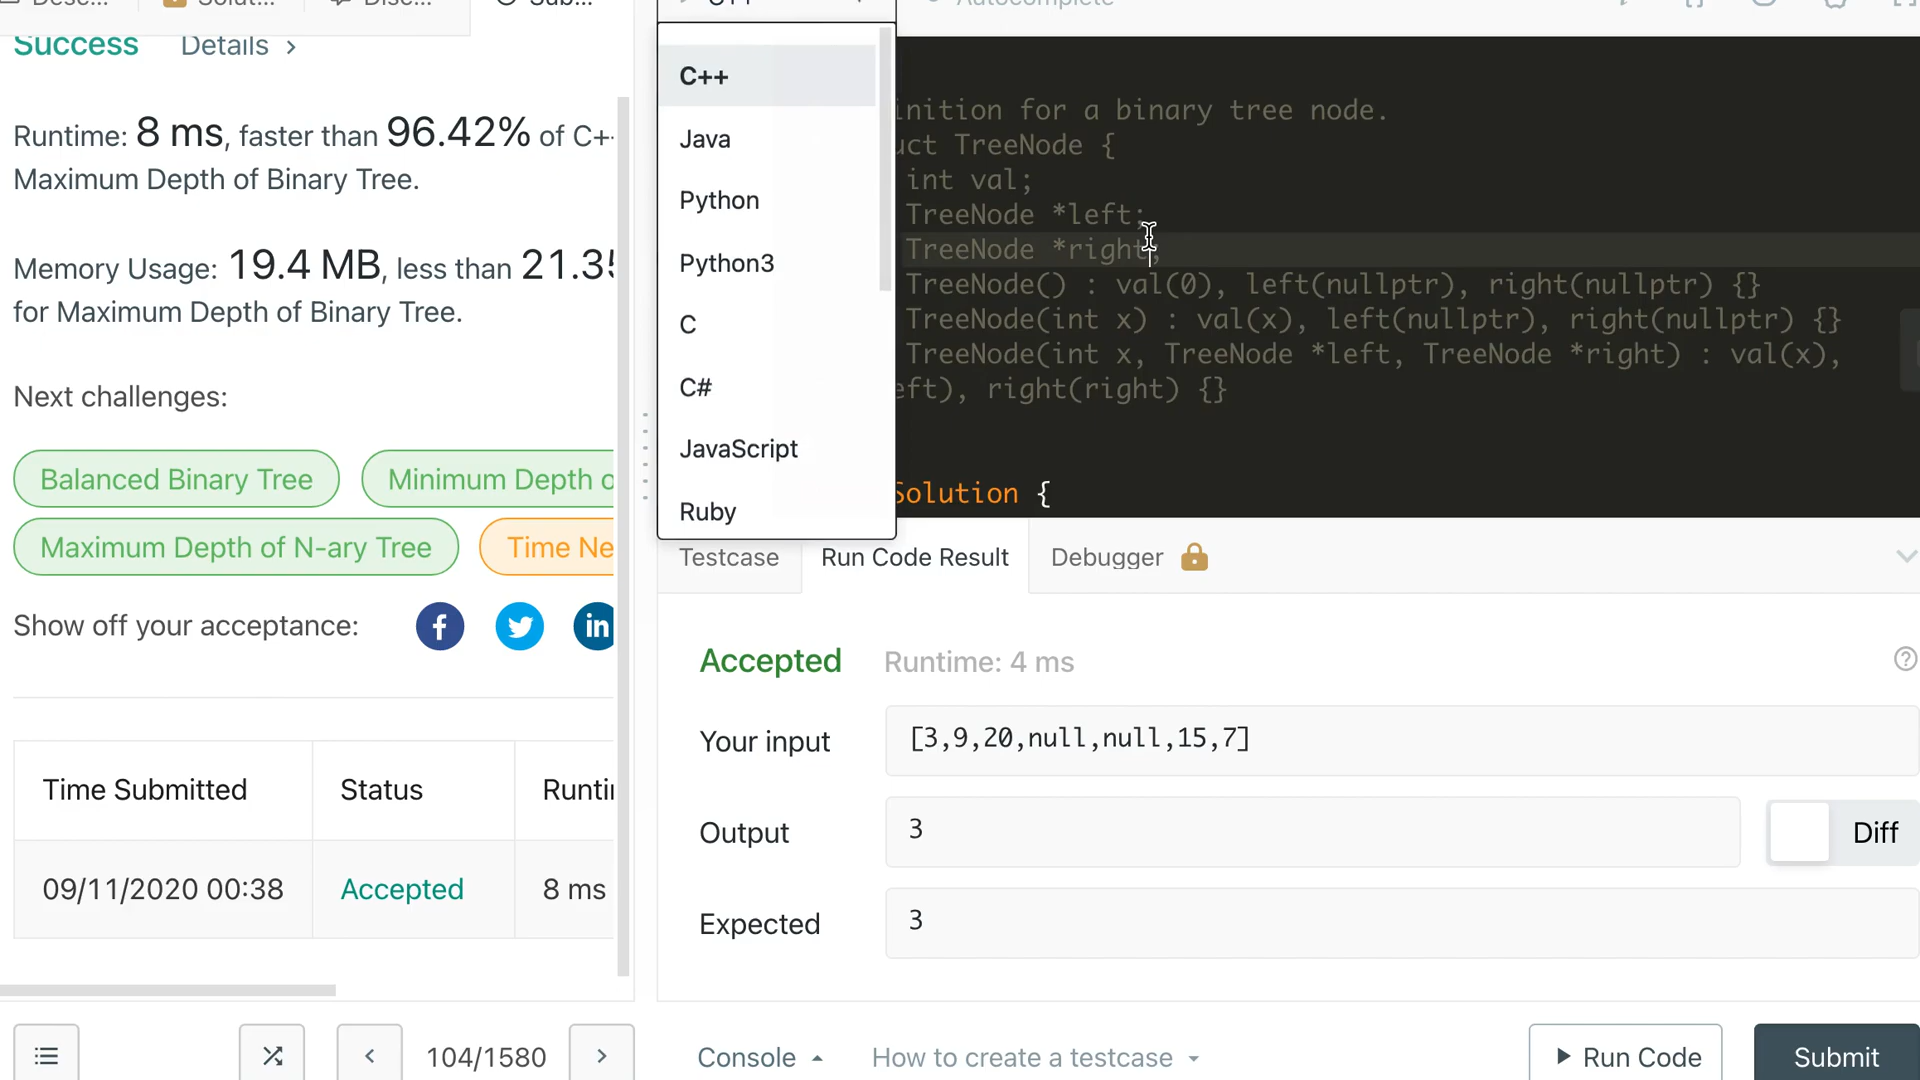 Success Details
Runtime: 8 ms, faster than 96.42% of C+
Maximum Depth of Binary Tree.
Memory Usage: 19.4 MB, less than 21.35
for Maximum Depth of Binary Tree.
Next challenges:
Balanced Binary Tree
Minimum Depth o
Maximum Depth of N-ary Tree
Time Ne
Show off your acceptance:
Time Submitted Status Runti
09/11/2020 00:38 Accepted 8 ms
104/1580
C++
Autocomplete
C++
Java
Python
Python3
C
C#
JavaScript
Ruby
inition for a binary tree node.
uct TreeNode {
int val;
TreeNode *left;
TreeNode *right;
TreeNode() : val(0), left(nullptr), right(nullptr) {}
TreeNode(int x) : val(x), left(nullptr), right(nullptr) {}
TreeNode(int x, TreeNode *left, TreeNode *right) : val(x),
eft), right(right) {}
Solution {
Testcase Run Code Result Debugger
Accepted Runtime: 4 ms
Your input [3,9,20,null,null,15,7]
Output 3 Diff
Expected 3
Console How to create a testcase Run Code Submit